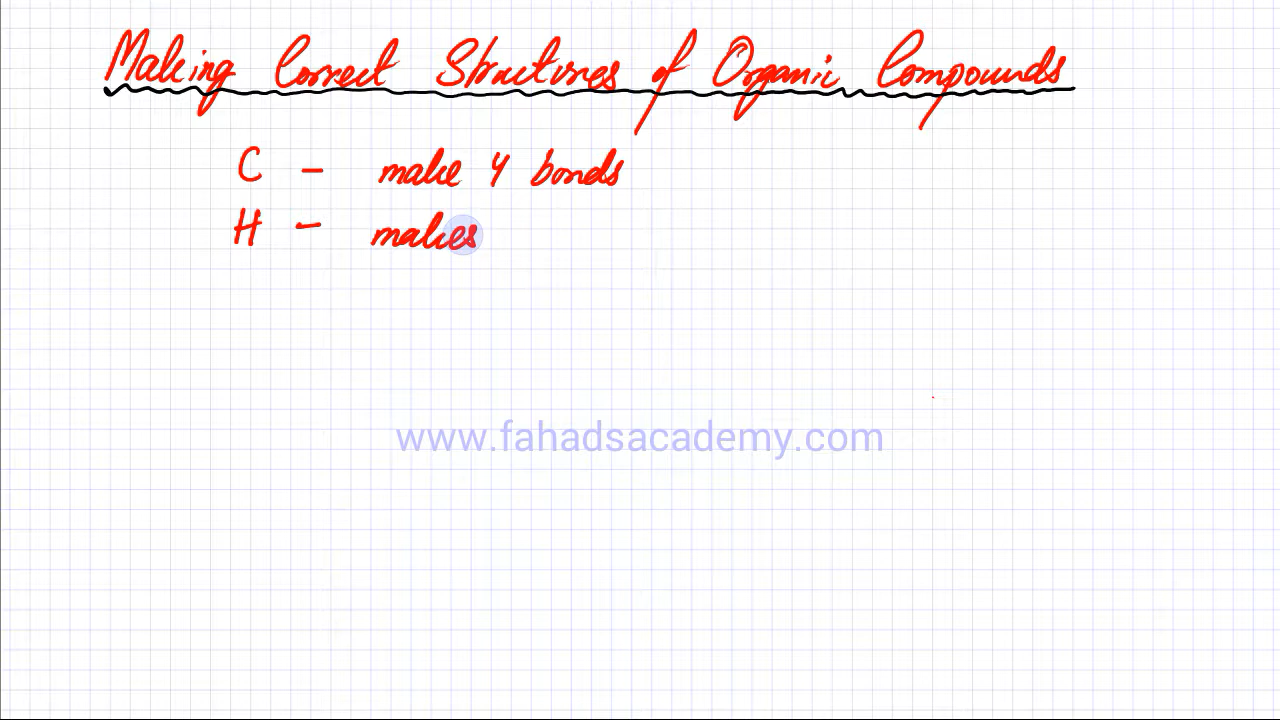 Making Correct Structures of Organic Compounds
C - make 4 bonds
H - makes
www.fahadsacademy.com